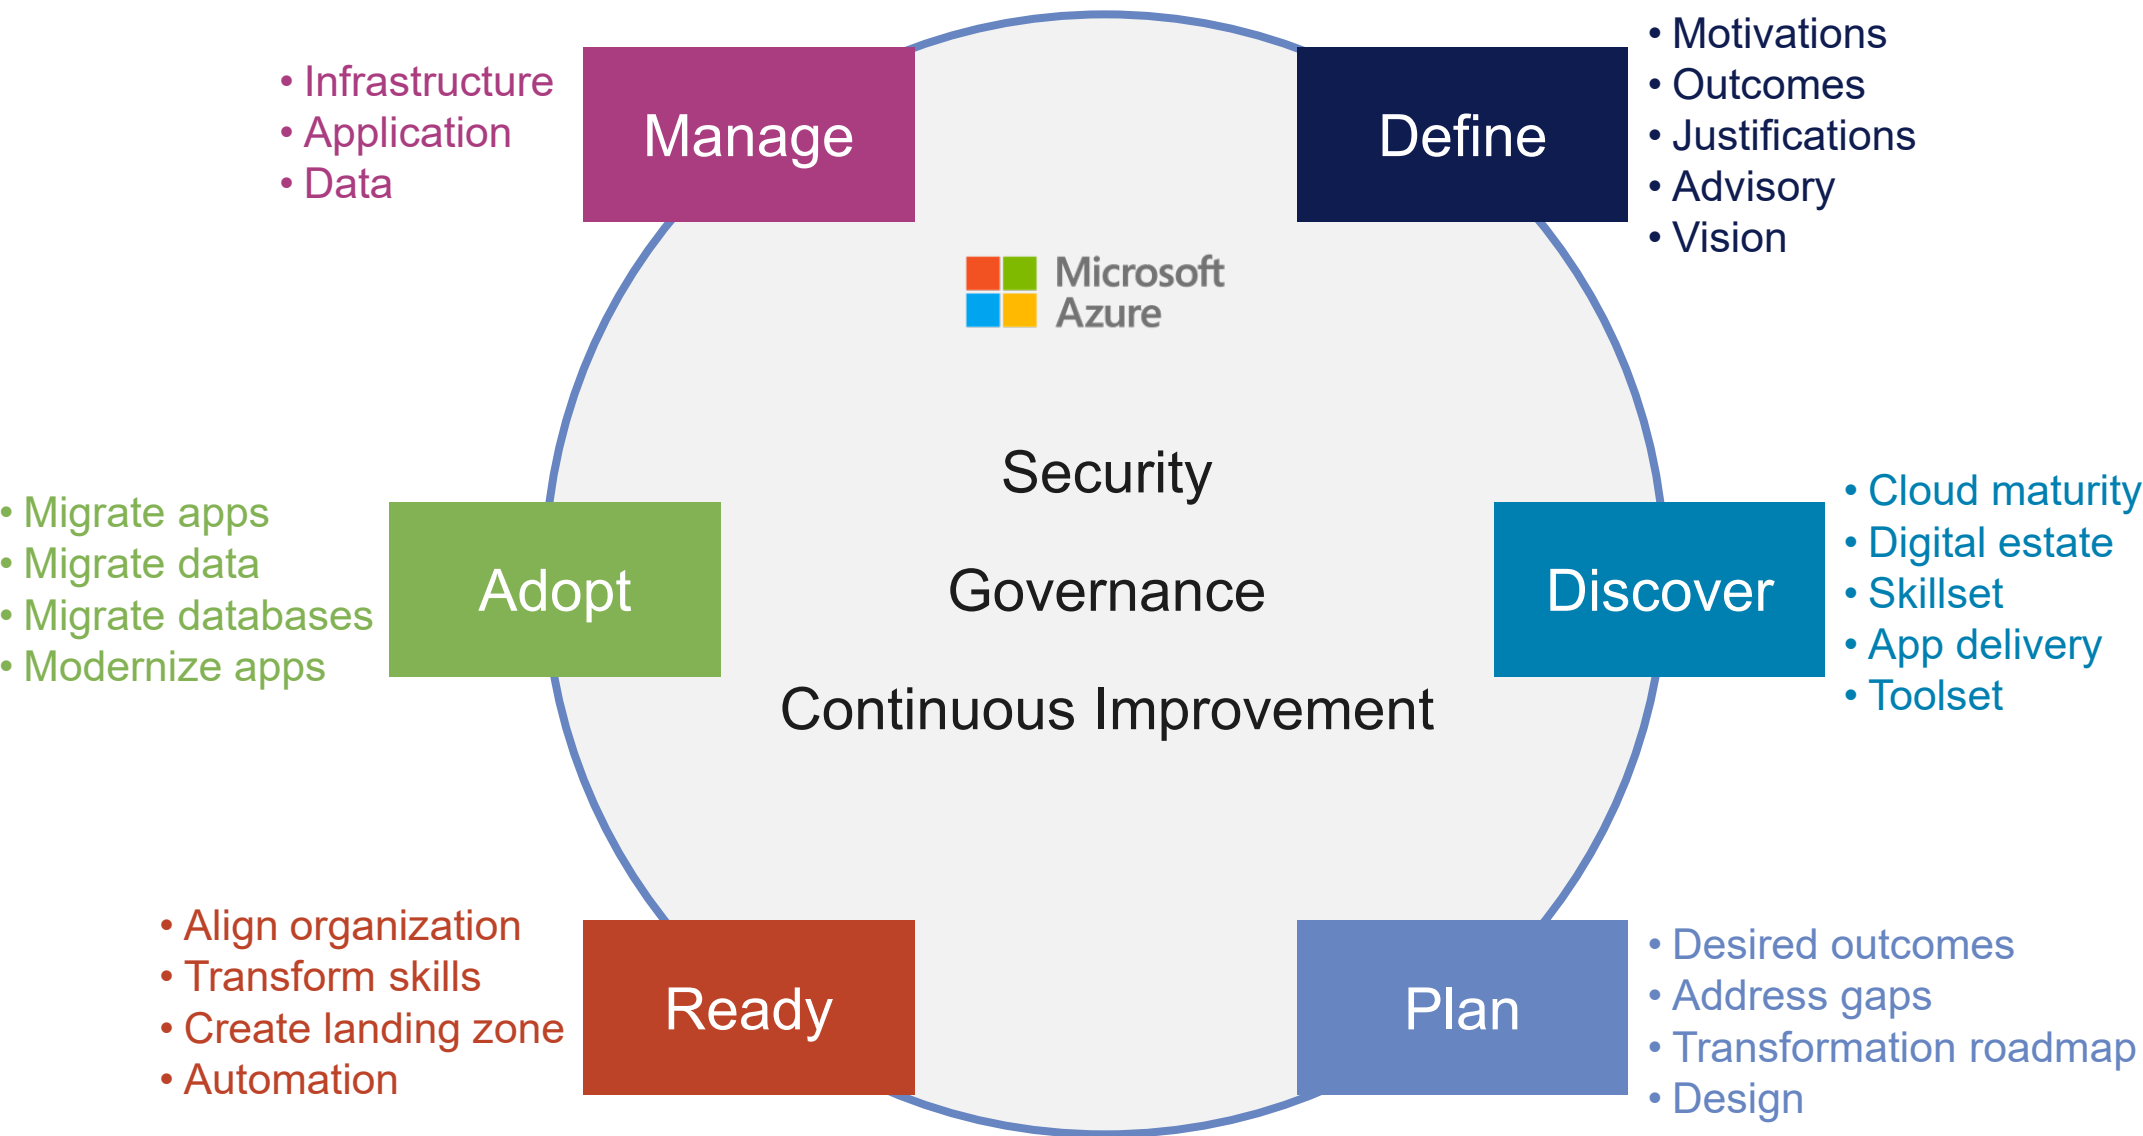 • Infrastructure
• Application
• Data
Manage
Define
• Motivations
• Outcomes
• Justifications
• Advisory
• Vision
Microsoft
Azure
Security
Governance
Continuous Improvement
• Migrate apps
• Migrate data
• Migrate databases
• Modernize apps
Adopt
Discover
• Cloud maturity
• Digital estate
• Skillset
• App delivery
• Toolset
• Align organization
• Transform skills
• Create landing zone
• Automation
Ready
Plan
• Desired outcomes
• Address gaps
• Transformation roadmap
• Design